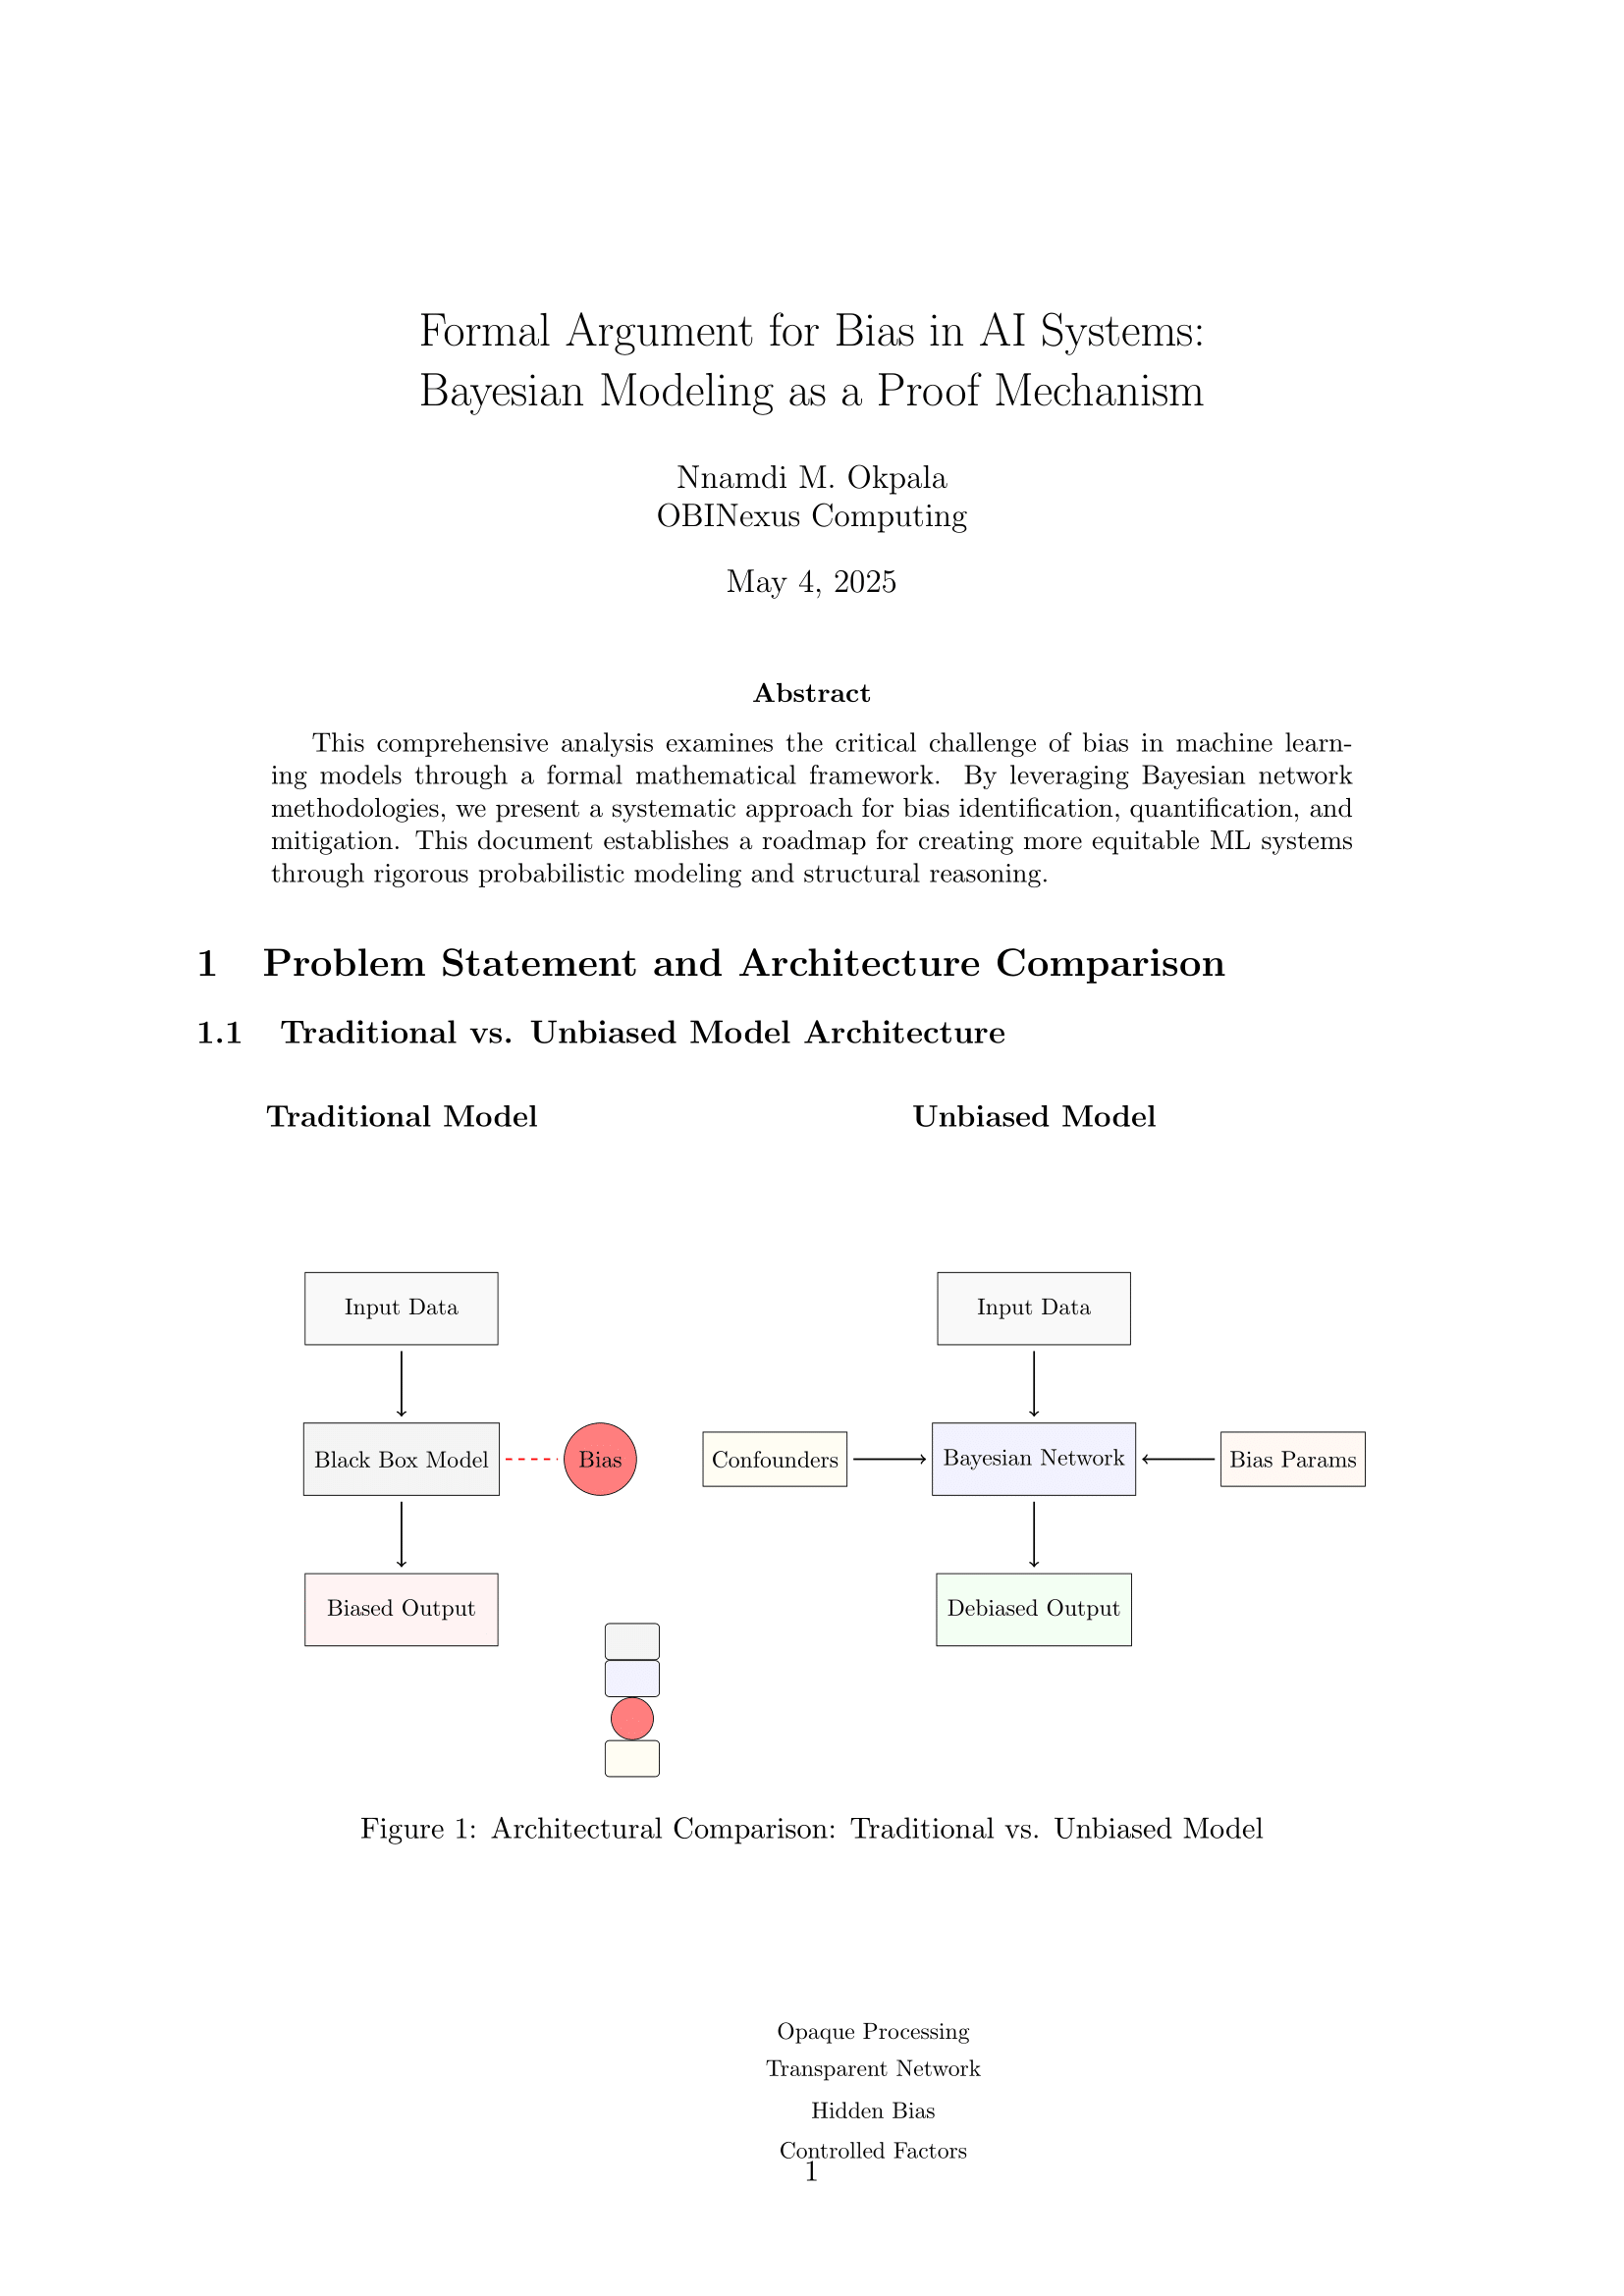 Formal Argument for Bias in AI Systems:
Bayesian Modeling as a Proof Mechanism
Nnamdi M. Okpala
OBINexus Computing
May 4, 2025
Abstract
This comprehensive analysis examines the critical challenge of bias in machine learn-
ing models through a formal mathematical framework. By leveraging Bayesian network
methodologies, we present a systematic approach for bias identification, quantification, and
mitigation. This document establishes a roadmap for creating more equitable ML systems
through rigorous probabilistic modeling and structural reasoning.
1 Problem Statement and Architecture Comparison
1.1 Traditional vs. Unbiased Model Architecture
Traditional Model
Unbiased Model
Input Data
Input Data
Black Box Model
Bias
Confounders
Bayesian Network
Bias Params
Biased Output
Debiased Output
Figure 1: Architectural Comparison: Traditional vs. Unbiased Model
Opaque Processing
Transparent Network
Hidden Bias
Controlled Factors
1